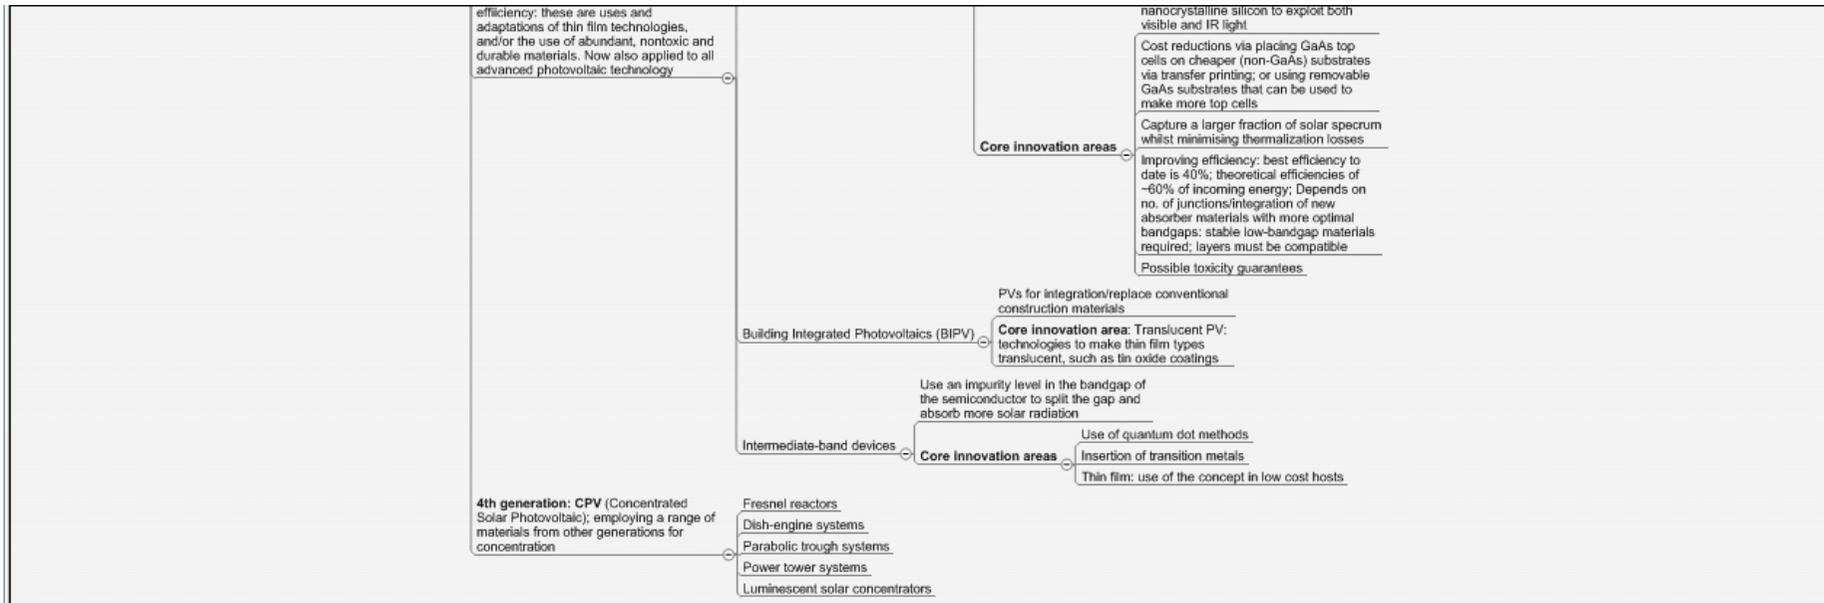 effiiciency: these are uses and
adaptations of thin film technologies,
and/or the use of abundant, nontoxic and
durable materials. Now also applied to all
advanced photovoltaic technology
nanocrystalline silicon to exploit both
visible and IR light
Cost reductions via placing GaAs top
cells on cheaper (non-GaAs) substrates
via transfer printing; or using removable
GaAs substrates that can be used to
make more top cells
Core innovation areas
Capture a larger fraction of solar specrum
whilst minimising thermalization losses
Improving efficiency: best efficiency to
date is 40%; theoretical efficiencies of
~60% of incoming energy; Depends on
no. of junctions/integration of new
absorber materials with more optimal
bandgaps: stable low-bandgap materials
required; layers must be compatible
Possible toxicity guarantees
Building Integrated Photovoltaics (BIPV)
PVs for integration/replace conventional
construction materials
Core innovation area: Translucent PV:
technologies to make thin film types
translucent, such as tin oxide coatings
Intermediate-band devices
Use an impurity level in the bandgap of
the semiconductor to split the gap and
absorb more solar radiation
Core innovation areas
Use of quantum dot methods
Insertion of transition metals
Thin film: use of the concept in low cost hosts
4th generation: CPV (Concentrated
Solar Photovoltaic); employing a range of
materials from other generations for
concentration
Fresnel reactors
Dish-engine systems
Parabolic trough systems
Power tower systems
Luminescent solar concentrators